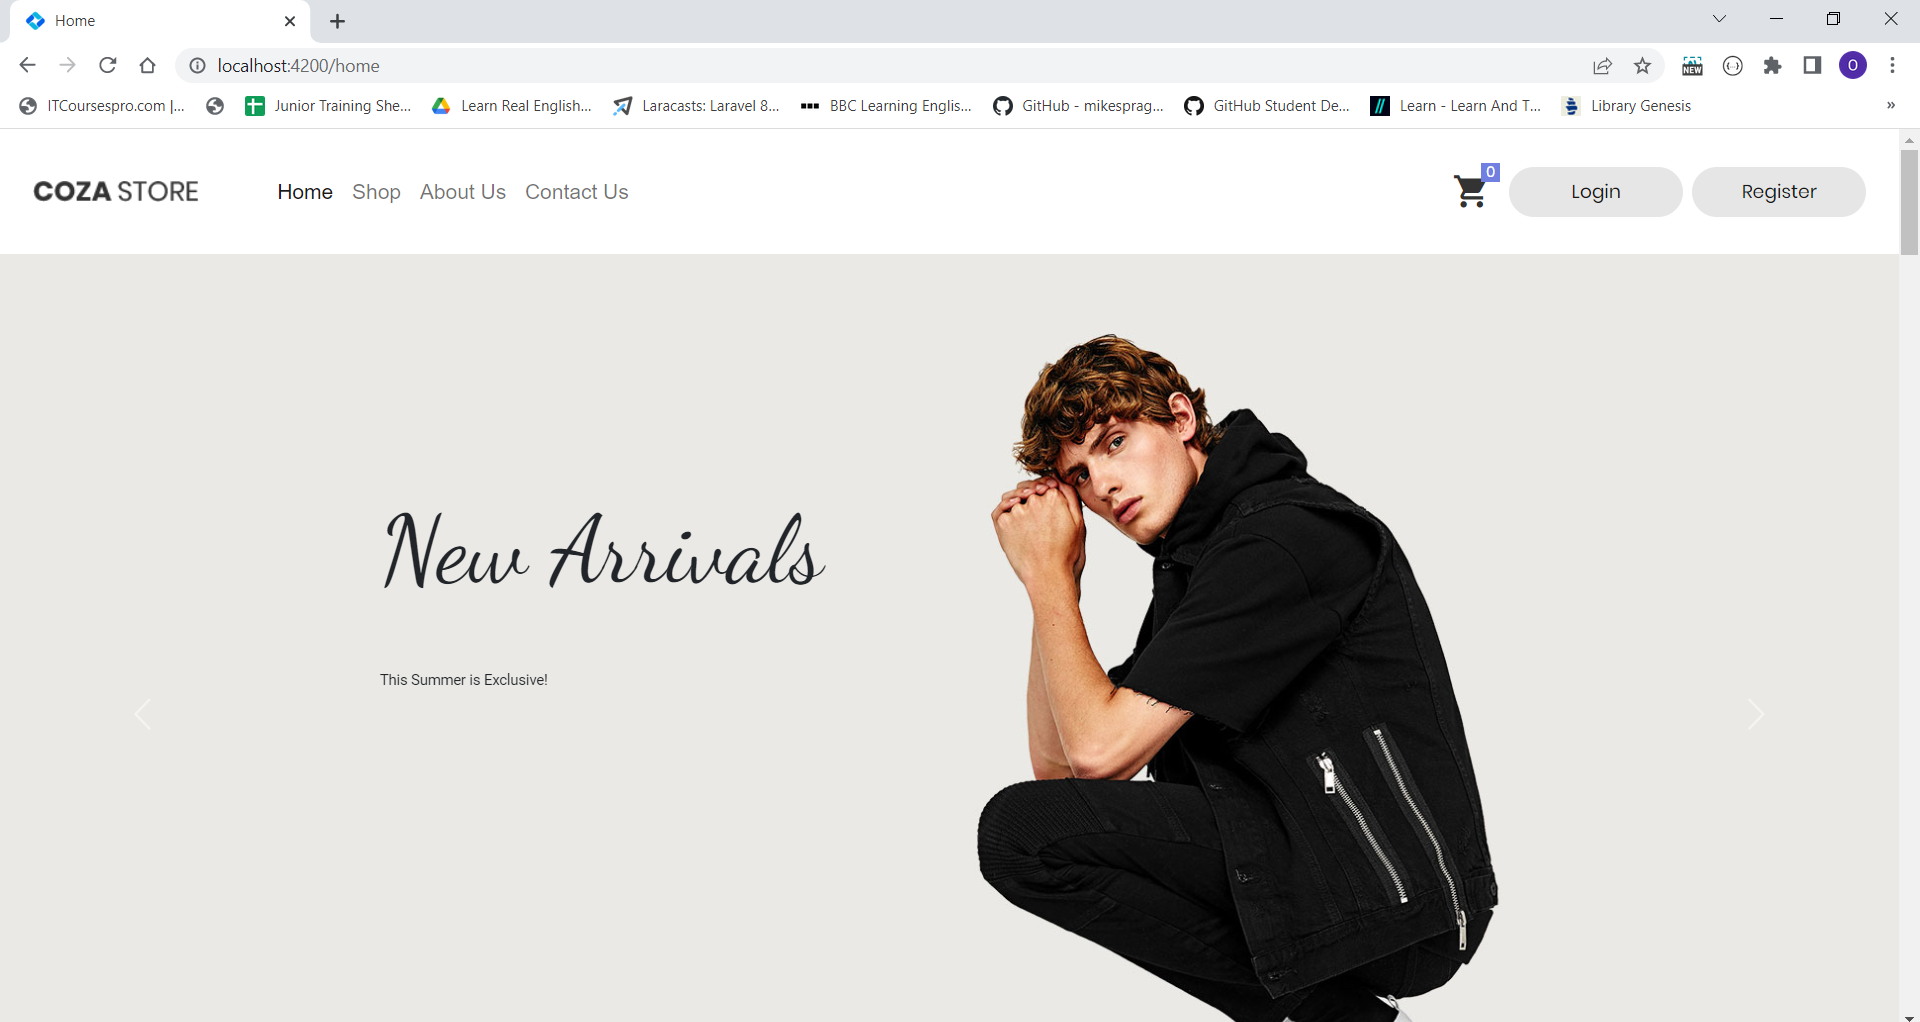 Home
localhost:4200/home
NEW
O
ITCoursespro.com |...
Junior Training She...
Learn Real English...
Laracasts: Laravel 8...
BBC Learning Englis...
GitHub - mikesprag...
GitHub Student De...
Learn - Learn And T...
Library Genesis
»
COZA STORE
Home
Shop
About Us
Contact Us
0
Login
Register
New Arrivals
This Summer is Exclusive!